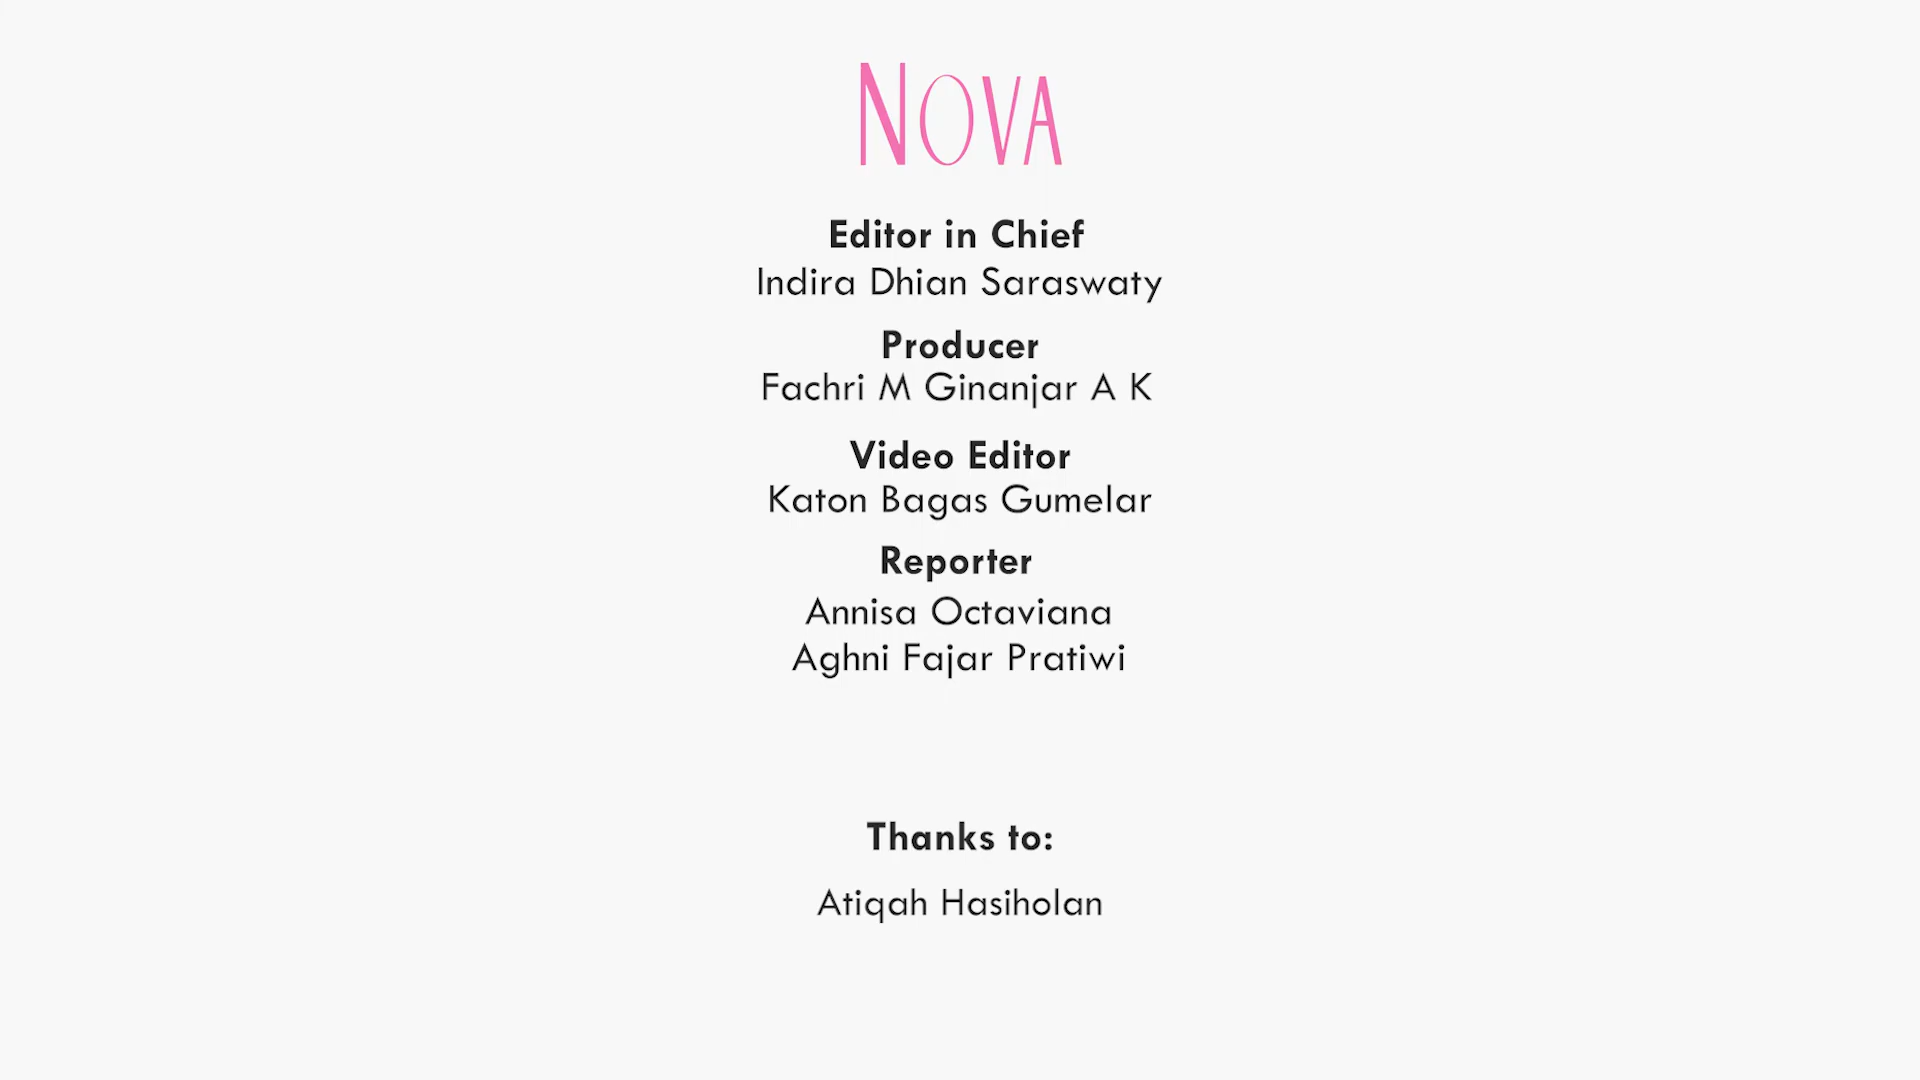 NOVA
Editor in Chief
Indira Dhian Saraswaty
Producer
Fachri M Ginanjar A K
Video Editor
Katon Bagas Gumelar
Reporter
Annisa Octaviana
Aghni Fajar Pratiwi
Thanks to:
Atiqah Hasiholan